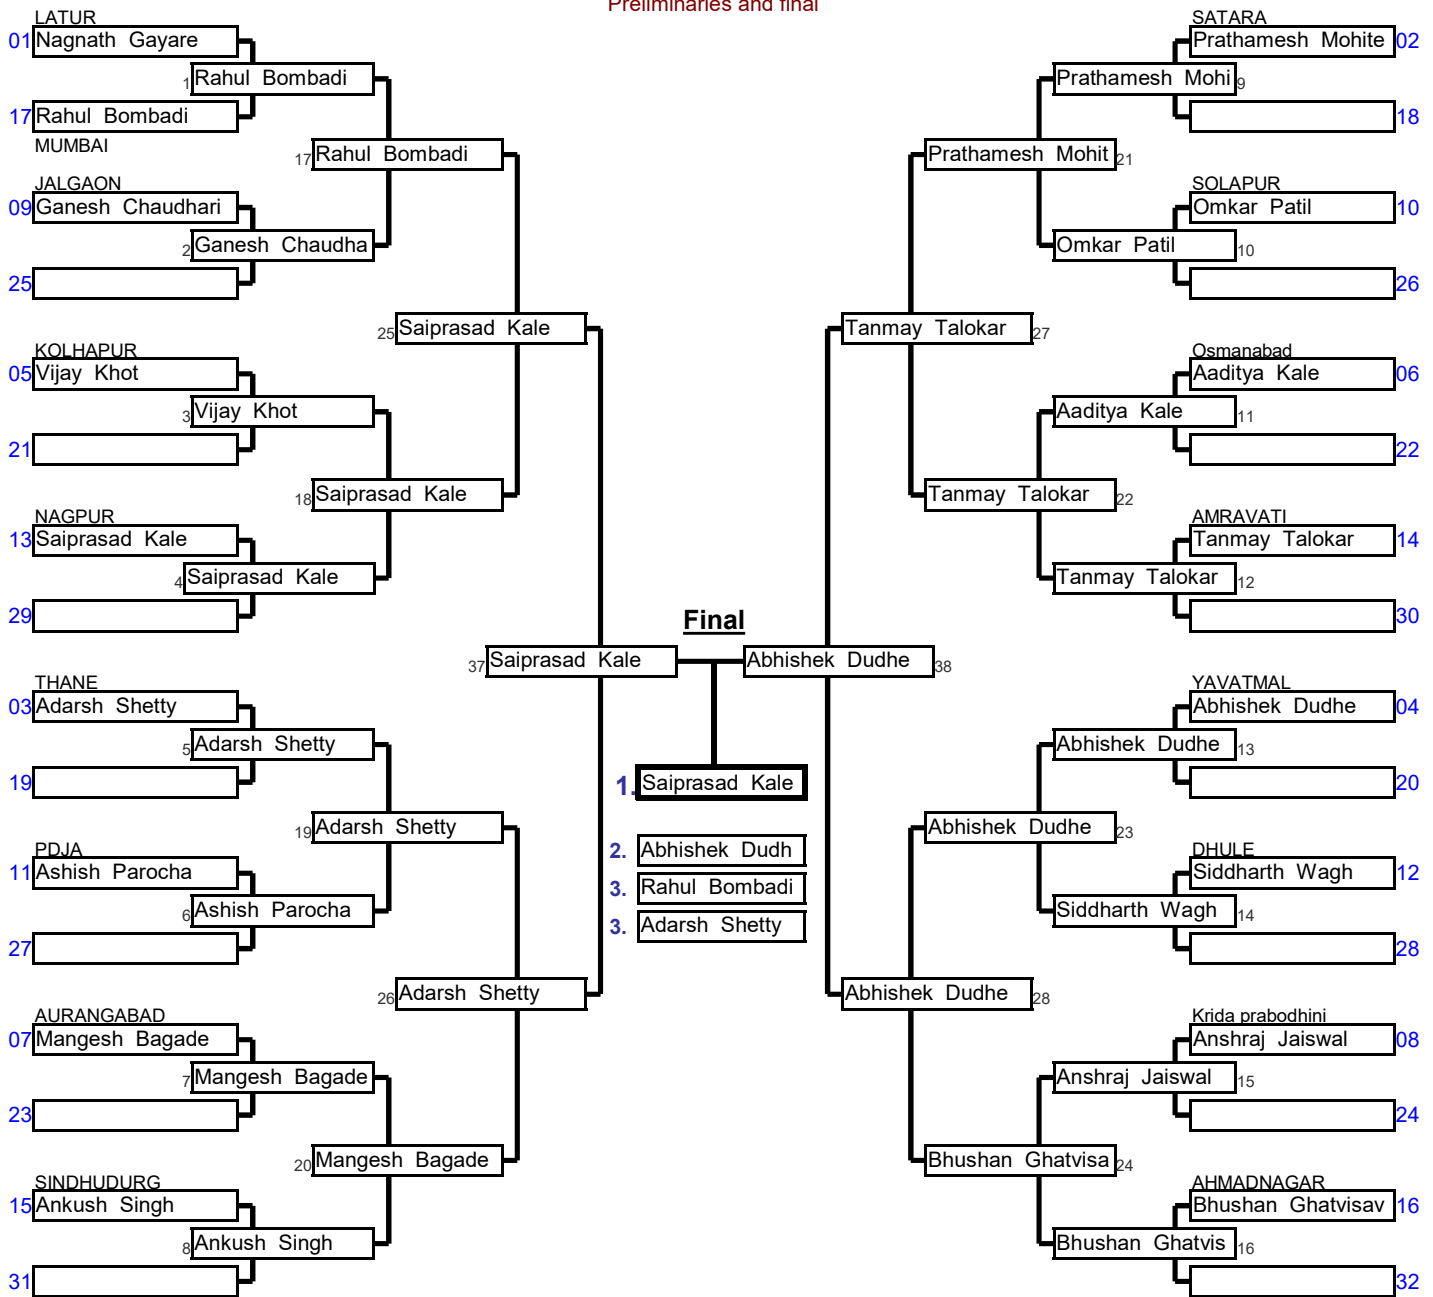 Preliminaries and final
LATUR
01 Nagnath Gayare
1 Rahul Bombadi
17 Rahul Bombadi
MUMBAI
17 Rahul Bombadi
JALGAON
09 Ganesh Chaudhari
2 Ganesh Chaudha
25
25 Saiprasad Kale
KOLHAPUR
05 Vijay Khot
3 Vijay Khot
21
18 Saiprasad Kale
NAGPUR
13 Saiprasad Kale
4 Saiprasad Kale
29
37 Saiprasad Kale
THANE
03 Adarsh Shetty
5 Adarsh Shetty
19
19 Adarsh Shetty
PDJA
11 Ashish Parocha
6 Ashish Parocha
27
26 Adarsh Shetty
AURANGABAD
07 Mangesh Bagade
7 Mangesh Bagade
23
20 Mangesh Bagade
SINDHUDURG
15 Ankush Singh
8 Ankush Singh
31
Final
1. Saiprasad Kale
2. Abhishek Dudh
3. Rahul Bombadi
3. Adarsh Shetty
SATARA
Prathamesh Mohite 02
Prathamesh Mohi 9
18
Prathamesh Mohit 21
SOLAPUR
Omkar Patil 10
Omkar Patil 10
26
Tanmay Talokar 27
Osmanabad
Aaditya Kale 06
Aaditya Kale 11
22
Tanmay Talokar 22
AMRAVATI
Tanmay Talokar 14
Tanmay Talokar 12
30
Abhishek Dudhe 38
YAVATMAL
Abhishek Dudhe 04
Abhishek Dudhe 13
20
Abhishek Dudhe 23
DHULE
Siddharth Wagh 12
Siddharth Wagh 14
28
Abhishek Dudhe 28
Krida prabodhini
Anshraj Jaiswal 08
Anshraj Jaiswal 15
24
Bhushan Ghatvisa 24
AHMADNAGAR
Bhushan Ghatvisav 16
Bhushan Ghatvis 16
32